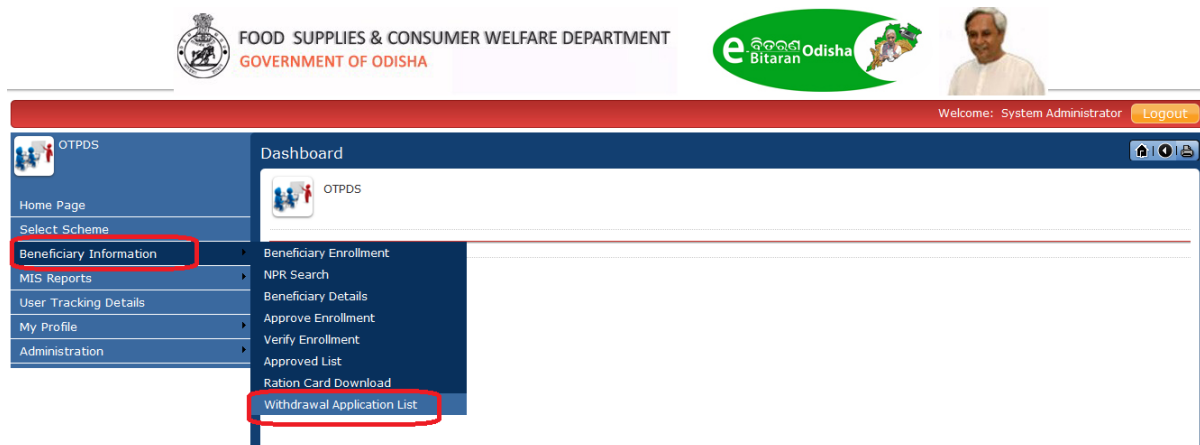 FOOD SUPPLIES & CONSUMER WELFARE DEPARTMENT
GOVERNMENT OF ODISHA
e-ବିତରଣ Odisha
Bitaran
Welcome: System Administrator Logout
OTPDS
Dashboard
OTPDS
Home Page
Select Scheme
Beneficiary Information
MIS Reports
User Tracking Details
My Profile
Administration
Beneficiary Enrollment
NPR Search
Beneficiary Details
Approve Enrollment
Verify Enrollment
Approved List
Ration Card Download
Withdrawal Application List